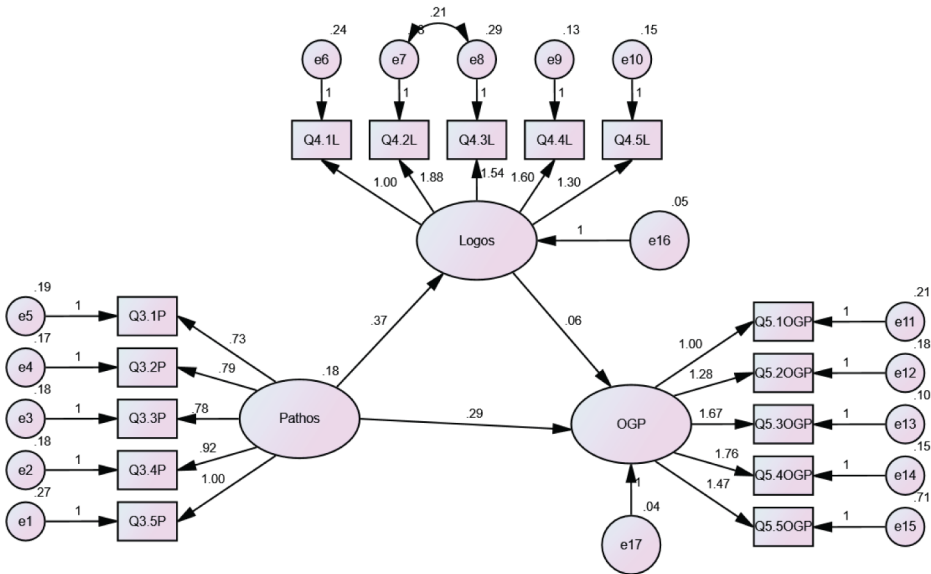 .21
.24
.29
.13
.15
e6
e7
e8
e9
e10
1
1
1
1
1
Q4.1L
Q4.2L
Q4.3L
Q4.4L
Q4.5L
1.00
1.88
1.54
1.60
1.30
.05
Logos
1
e16
.19
e5
1
Q3.1P
.73
.17
e4
1
Q3.2P
.79
.18
e3
1
Q3.3P
.78
.18
e2
1
Q3.4P
.92
.27
e1
1
Q3.5P
1.00
.18
Pathos
.37
.06
.29
OGP
1
.04
e17
1.00
Q5.1OGP
1
.21
e11
1.28
Q5.2OGP
1
.18
e12
1.67
Q5.3OGP
1
.10
e13
1.76
Q5.4OGP
1
.15
e14
1.47
Q5.5OGP
1
.71
e15